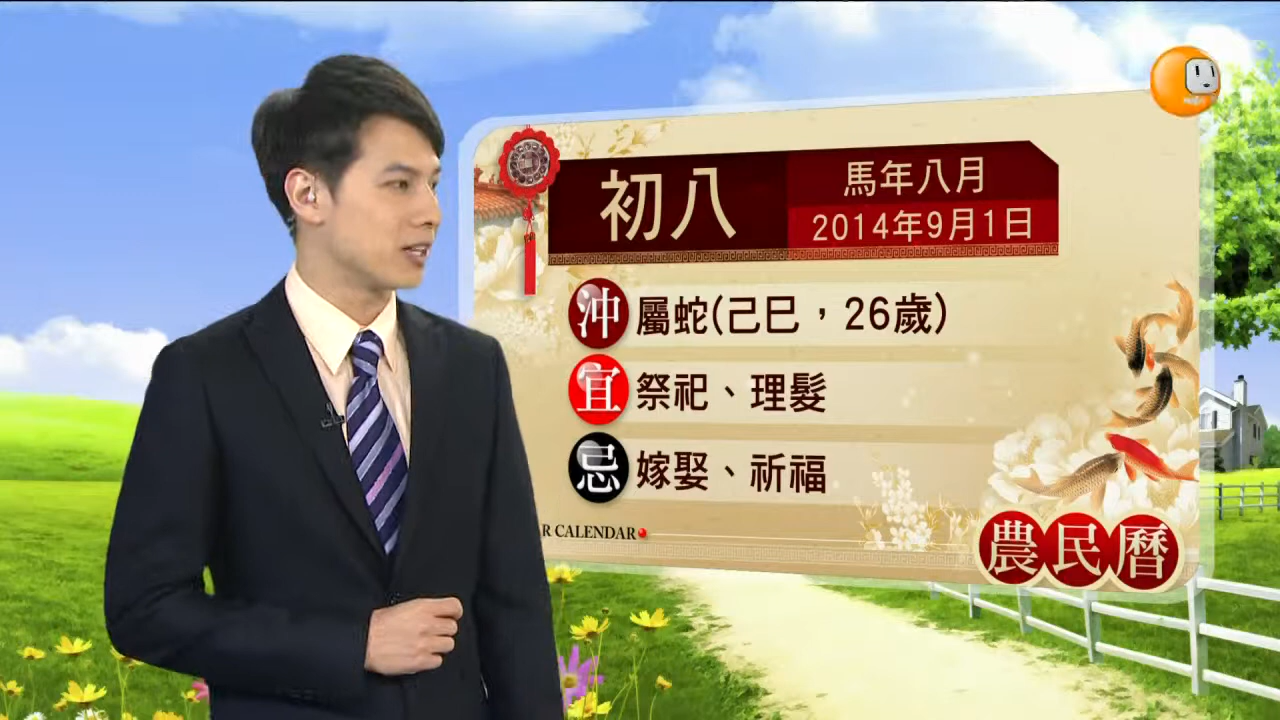 初八
馬年八月
2014年9月1日
沖 屬蛇(己巳，26歲)
宜 祭祀、理髮
忌 嫁娶、祈福
R CALENDAR
農民曆